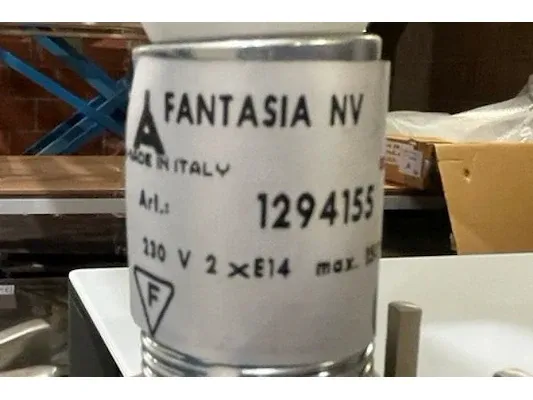 A FANTASIA NV
MADE IN ITALY
Art.: 1294155
230 V 2 x E14 max.
F